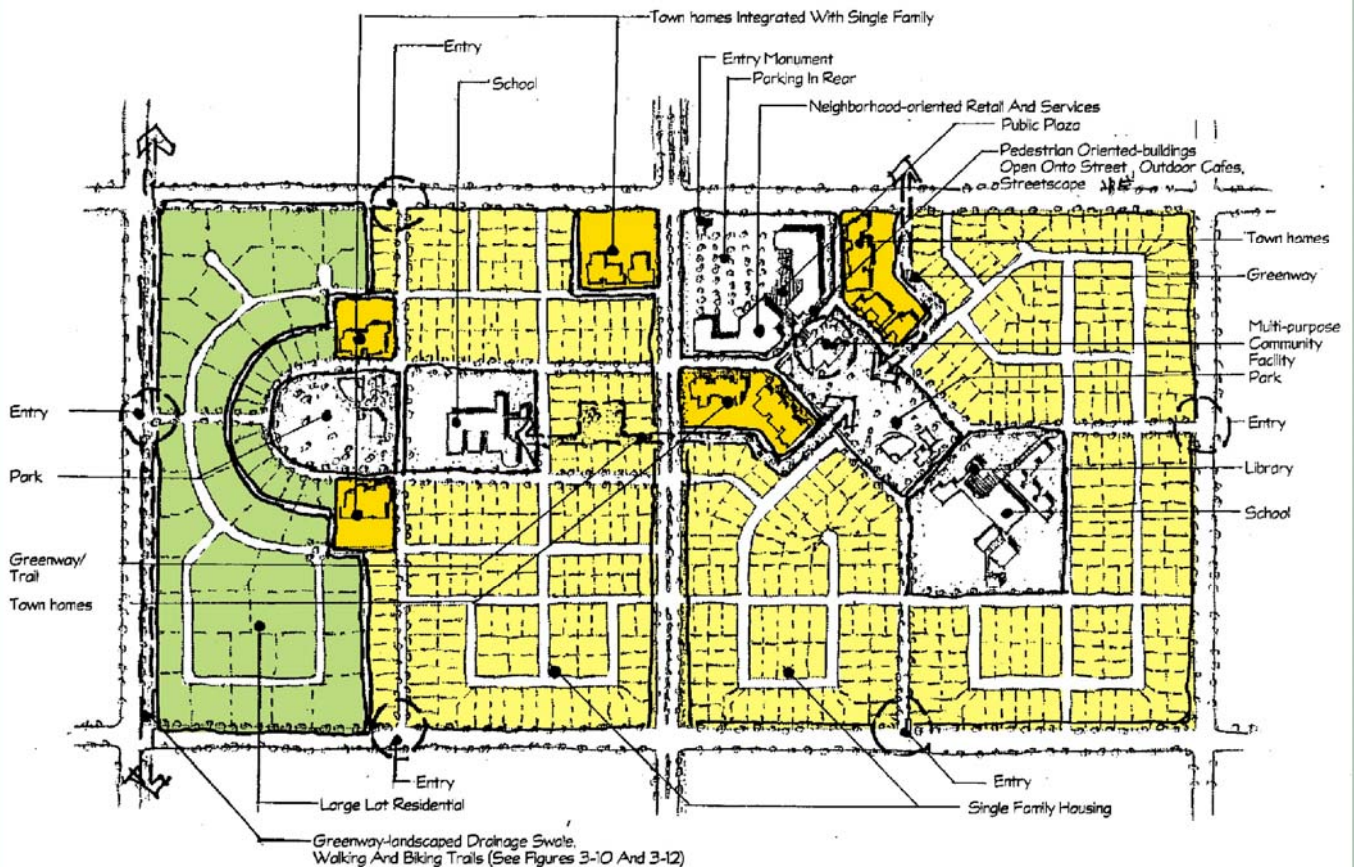 Town homes Integrated With Single Family
Entry
School
Entry Monument
Parking In Rear
Neighborhood-oriented Retail And Services
Public Plaza
Pedestrian Oriented-buildings
Open Onto Street, Outdoor Cafes,
Streetscape
Town homes
Greenway
Multi-purpose
Community
Facility
Park
Entry
Library
School
Entry
Park
Greenway/
Trail
Town homes
Entry
Large Lot Residential
Greenway-landscaped Drainage Swale,
Walking And Biking Trails (See Figures 3-10 And 3-12)
Entry
Single Family Housing